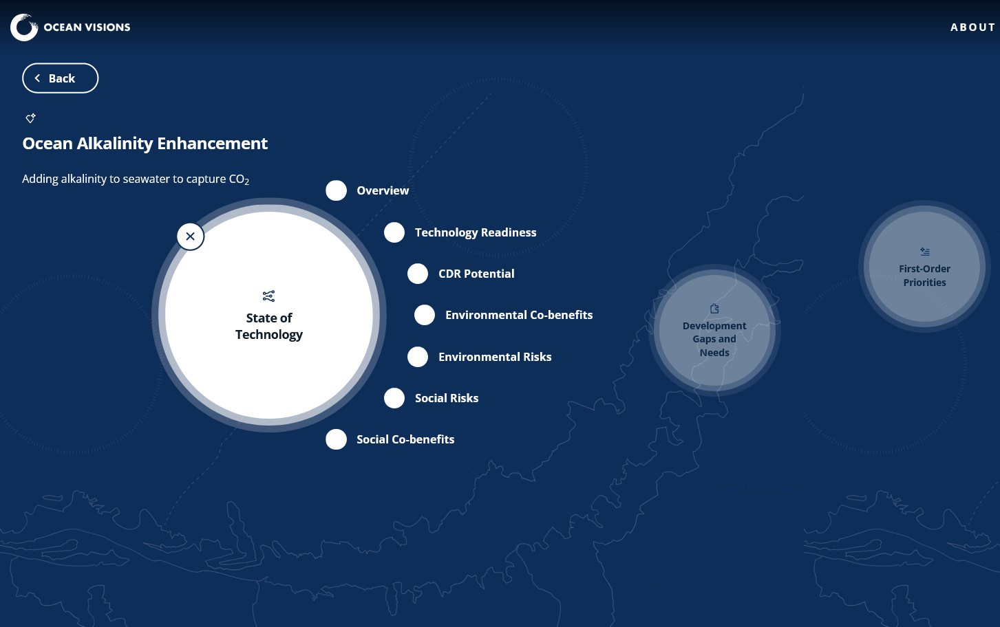 OCEAN VISIONS
ABOUT
Back
Ocean Alkalinity Enhancement
Adding alkalinity to seawater to capture CO₂
Overview
Technology Readiness
CDR Potential
Environmental Co-benefits
Environmental Risks
Social Risks
Social Co-benefits
State of
Technology
Development
Gaps and
Needs
First-Order
Priorities